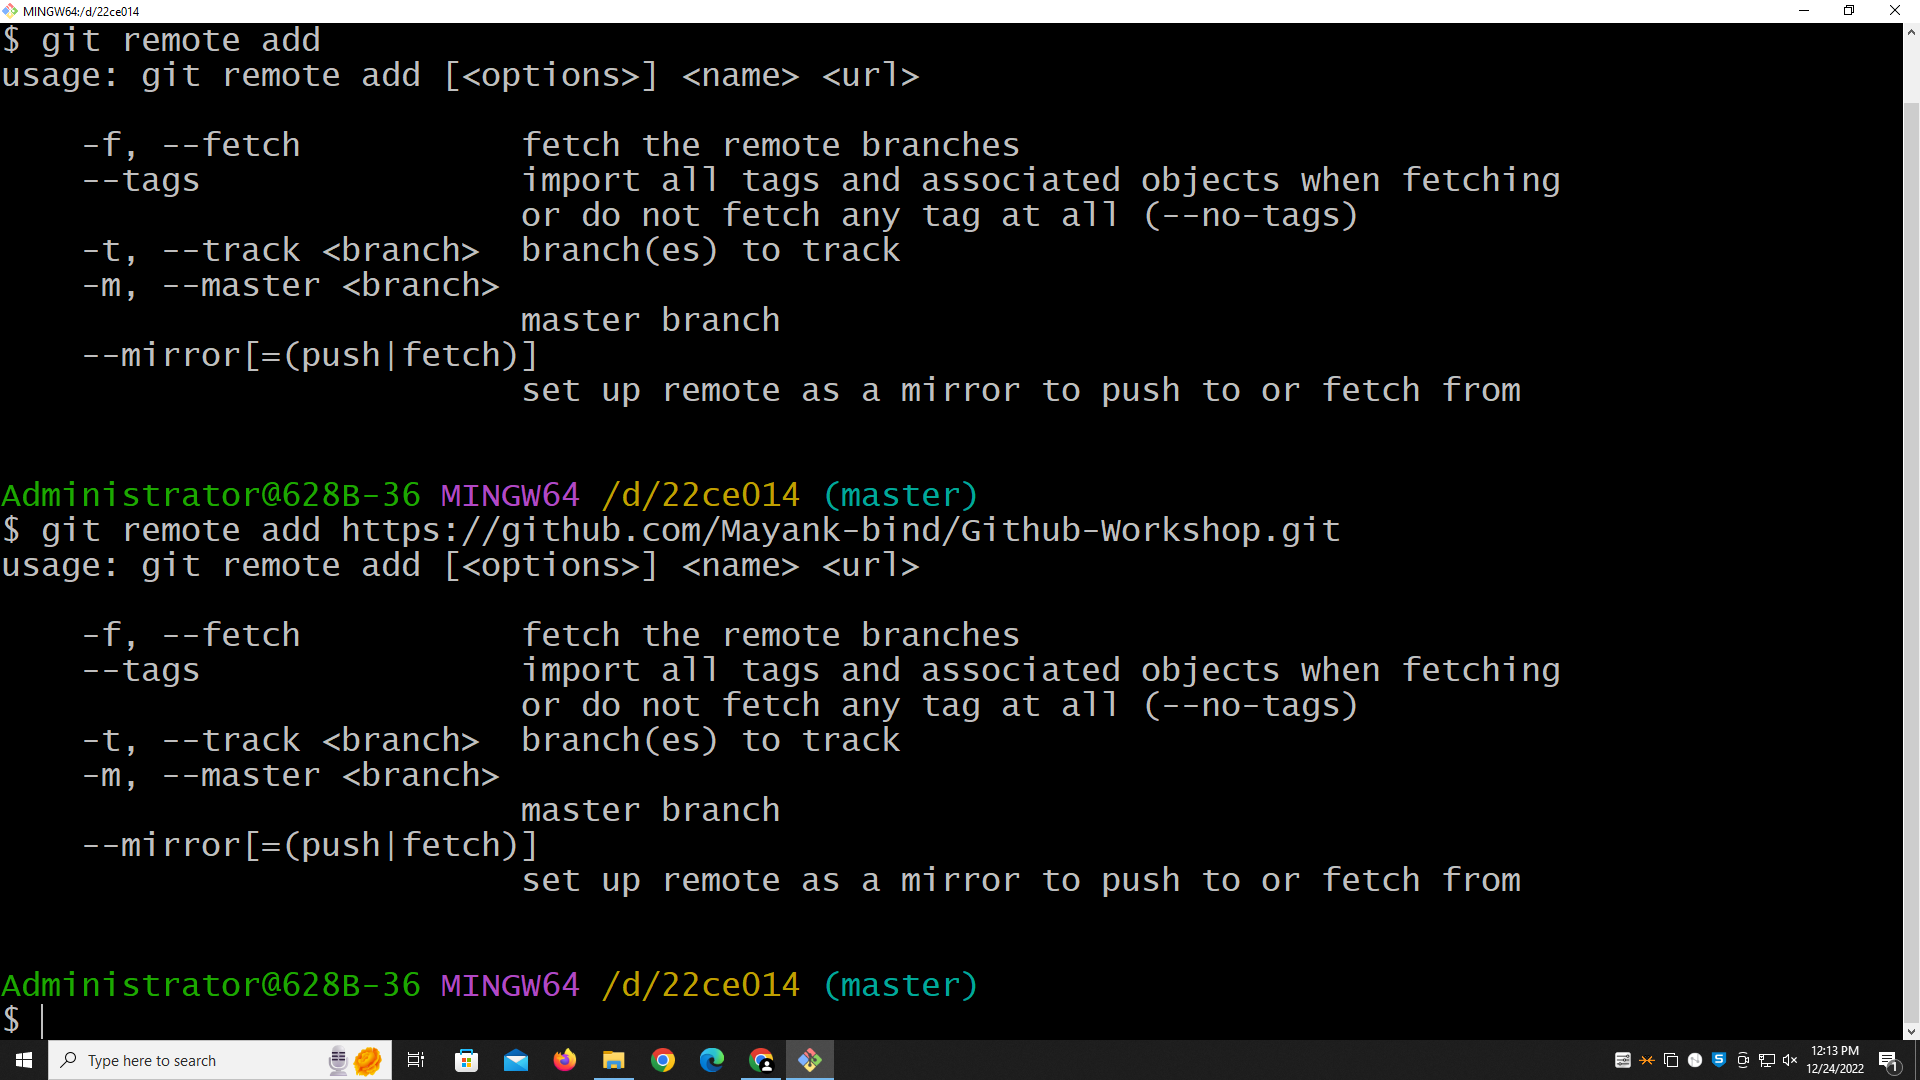 MINGW64:/d/22ce014
$ git remote add
usage: git remote add [<options>] <name> <url>
-f, --fetch fetch the remote branches
--tags import all tags and associated objects when fetching
or do not fetch any tag at all (--no-tags)
-t, --track <branch> branch(es) to track
-m, --master <branch>
master branch
--mirror[=(push|fetch)]
set up remote as a mirror to push to or fetch from
Administrator@628B-36 MINGW64 /d/22ce014 (master)
$ git remote add https://github.com/Mayank-bind/Github-Workshop.git
usage: git remote add [<options>] <name> <url>
-f, --fetch fetch the remote branches
--tags import all tags and associated objects when fetching
or do not fetch any tag at all (--no-tags)
-t, --track <branch> branch(es) to track
-m, --master <branch>
master branch
--mirror[=(push|fetch)]
set up remote as a mirror to push to or fetch from
Administrator@628B-36 MINGW64 /d/22ce014 (master)
$
Type here to search
12:13 PM
12/24/2022
1